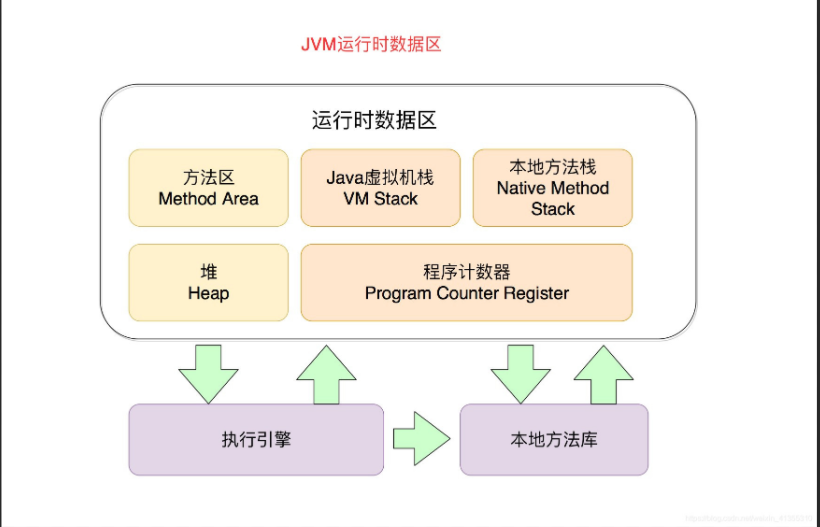 JVM运行时数据区
运行时数据区
方法区
Method Area
Java虚拟机栈
VM Stack
本地方法栈
Native Method
Stack
堆
Heap
程序计数器
Program Counter Register
执行引擎
本地方法库